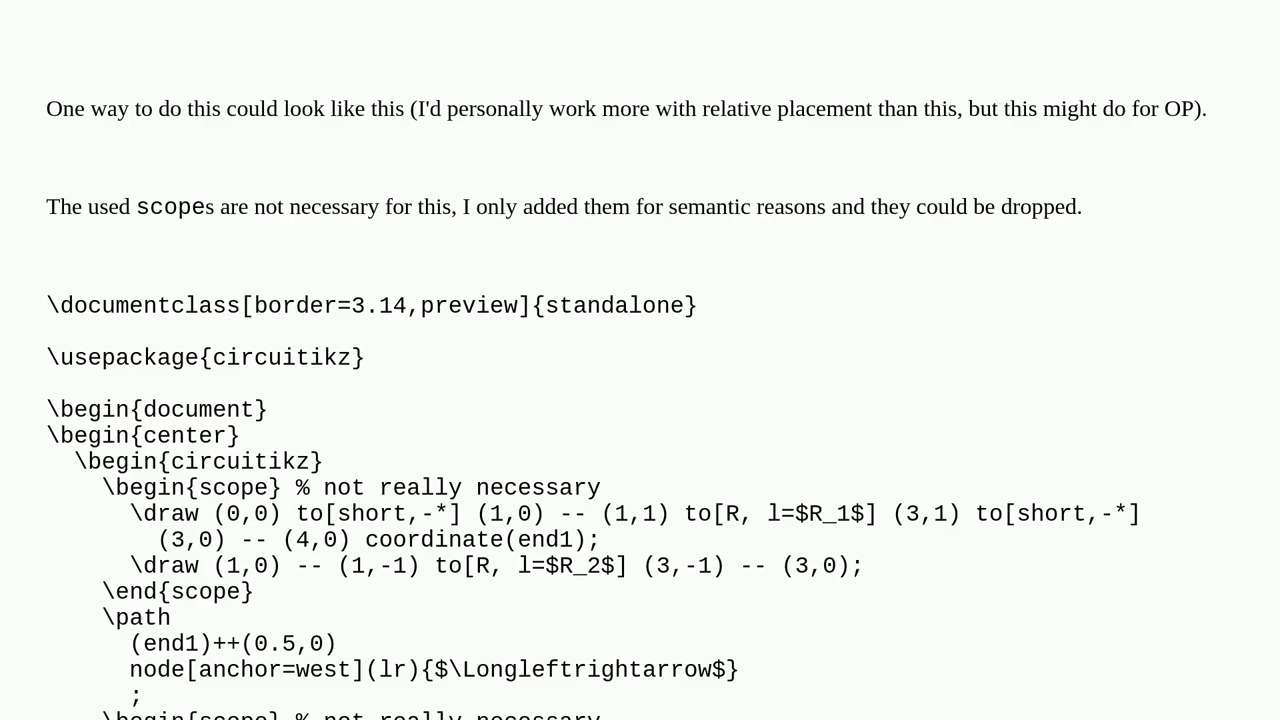 One way to do this could look like this (I'd personally work more with relative placement than this, but this might do for OP).
The used scopes are not necessary for this, I only added them for semantic reasons and they could be dropped.
\documentclass[border=3.14,preview]{standalone}
\usepackage{circuitikz}
\begin{document}
\begin{center}
  \begin{circuitikz}
    \begin{scope} % not really necessary
      \draw (0,0) to[short,-*] (1,0) -- (1,1) to[R, l=$R_1$] (3,1) to[short,-*]
        (3,0) -- (4,0) coordinate(end1);
      \draw (1,0) -- (1,-1) to[R, l=$R_2$] (3,-1) -- (3,0);
    \end{scope}
    \path
      (end1)++(0.5,0)
      node[anchor=west](lr){$\Longleftrightarrow$}
      ;
    \begin{scope} % not really necessary